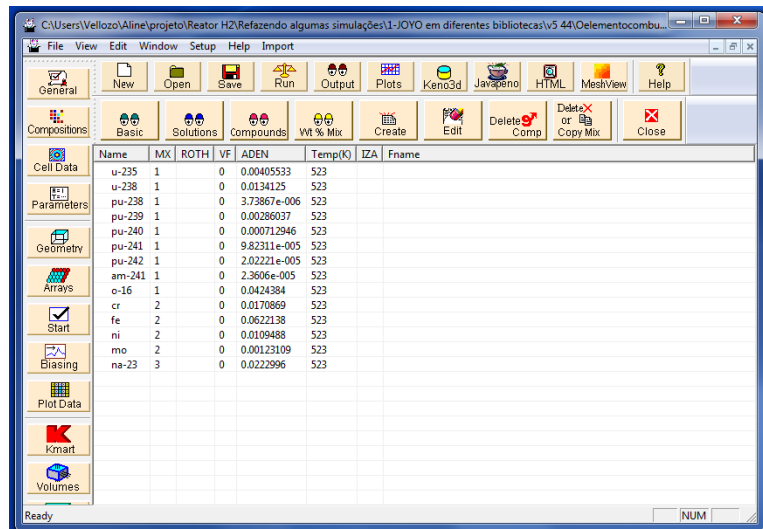 C:\Users\Vellozo\Aline\projeto\Reator H2\Refazendo algumas simulações\1-JOYO em diferentes bibliotecas\v5 44\Oelementocombu...
File View Edit Window Setup Help Import
General New Open Save Run Output Plots Keno3d Javapeno HTML MeshView Help
Compositions Basic Solutions Compounds Wt % Mix Create Edit Delete Comp Delete or Copy Mix Close
Cell Data
Parameters
Geometry
Arrays
Start
Biasing
Plot Data
Kmart
Volumes
Name MX ROTH VF ADEN Temp(K) IZA Fname
u-235 1 0 0.00405533 523
u-238 1 0 0.0134125 523
pu-238 1 0 3.73867e-006 523
pu-239 1 0 0.00286037 523
pu-240 1 0 0.000712946 523
pu-241 1 0 9.82311e-005 523
pu-242 1 0 2.02221e-005 523
am-241 1 0 2.3606e-005 523
o-16 1 0 0.0424384 523
cr 2 0 0.0170869 523
fe 2 0 0.0622138 523
ni 2 0 0.0109488 523
mo 2 0 0.00123109 523
na-23 3 0 0.0222996 523
Ready NUM